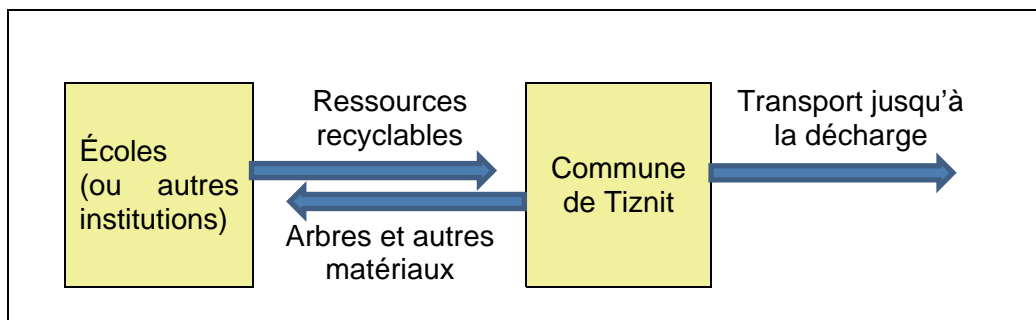 Écoles
(ou autres
institutions)
Ressources
recyclables
Arbres et autres
matériaux
Commune
de Tiznit
Transport jusqu'à
la décharge